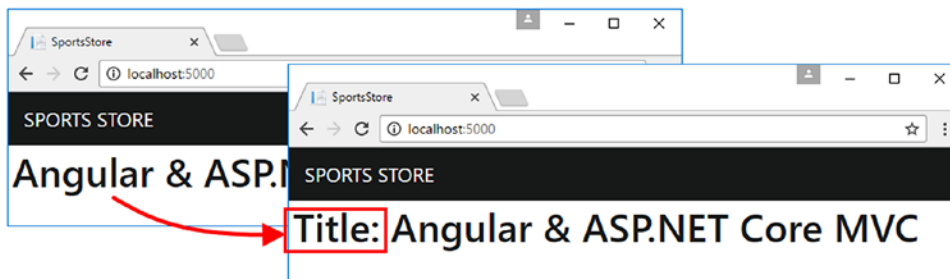 SportsStore
localhost:5000
SPORTS STORE
Angular & ASP.N
SportsStore
localhost:5000
SPORTS STORE
Title: Angular & ASP.NET Core MVC